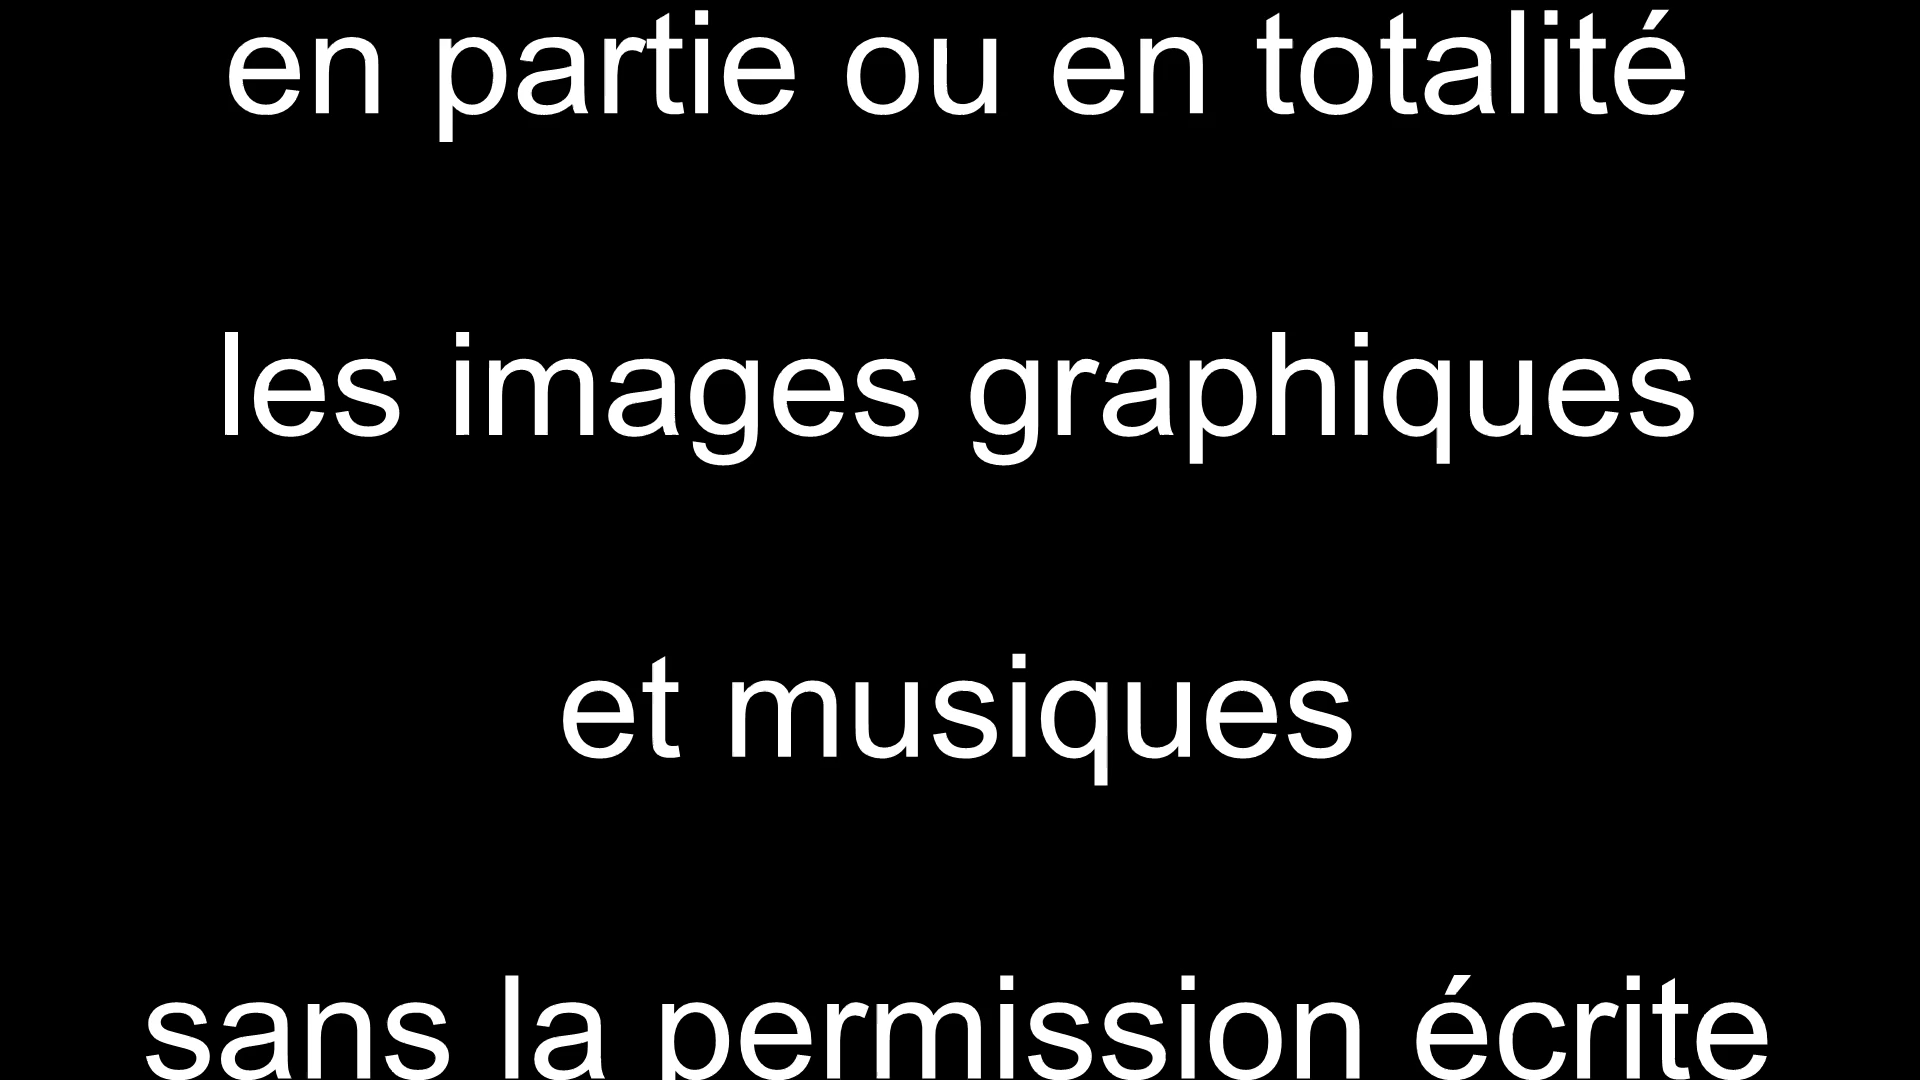 en partie ou en totalité
les images graphiques
et musiques
sans la permission écrite